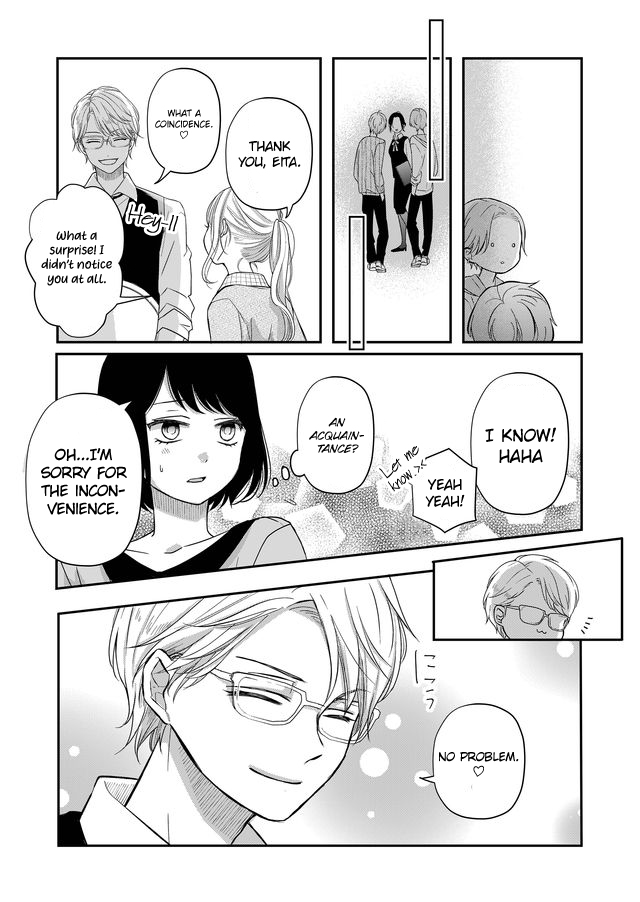 WHAT A
COINCIDENCE.
♡
THANK
YOU, EITA.
Hey~!!
What a
surprise! I
didn't notice
you at all.
I KNOW!
HAHA
YEAH
YEAH!
Let me
know. ><
AN
ACQUAIN-
TANCE?
OH...I'M
SORRY FOR
THE INCON-
VENIENCE.
NO PROBLEM.
♡